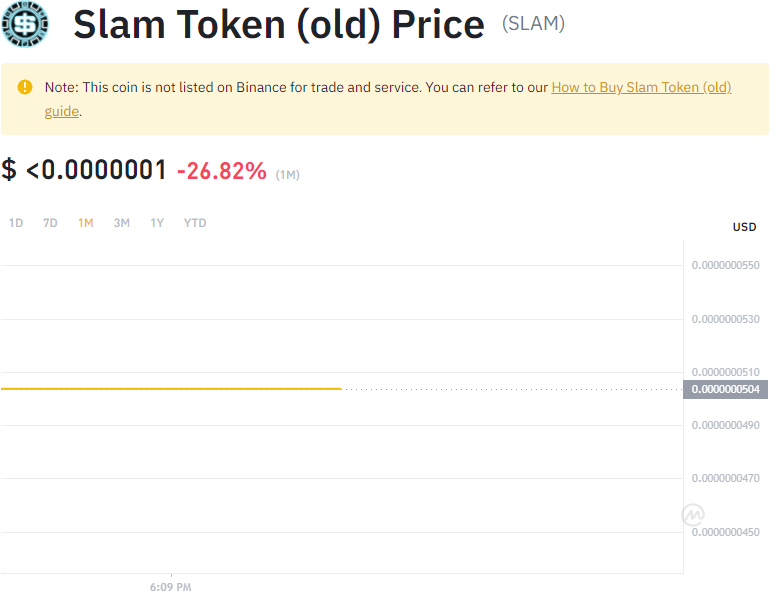 Slam Token (old) Price (SLAM)
Note: This coin is not listed on Binance for trade and service. You can refer to our How to Buy Slam Token (old)
guide.
$ <0.0000001 -26.82% (1M)
1D 7D 1M 3M 1Y YTD
USD
0.0000000550
0.0000000530
0.0000000510
0.0000000504
0.0000000490
0.0000000470
0.0000000450
6:09 PM